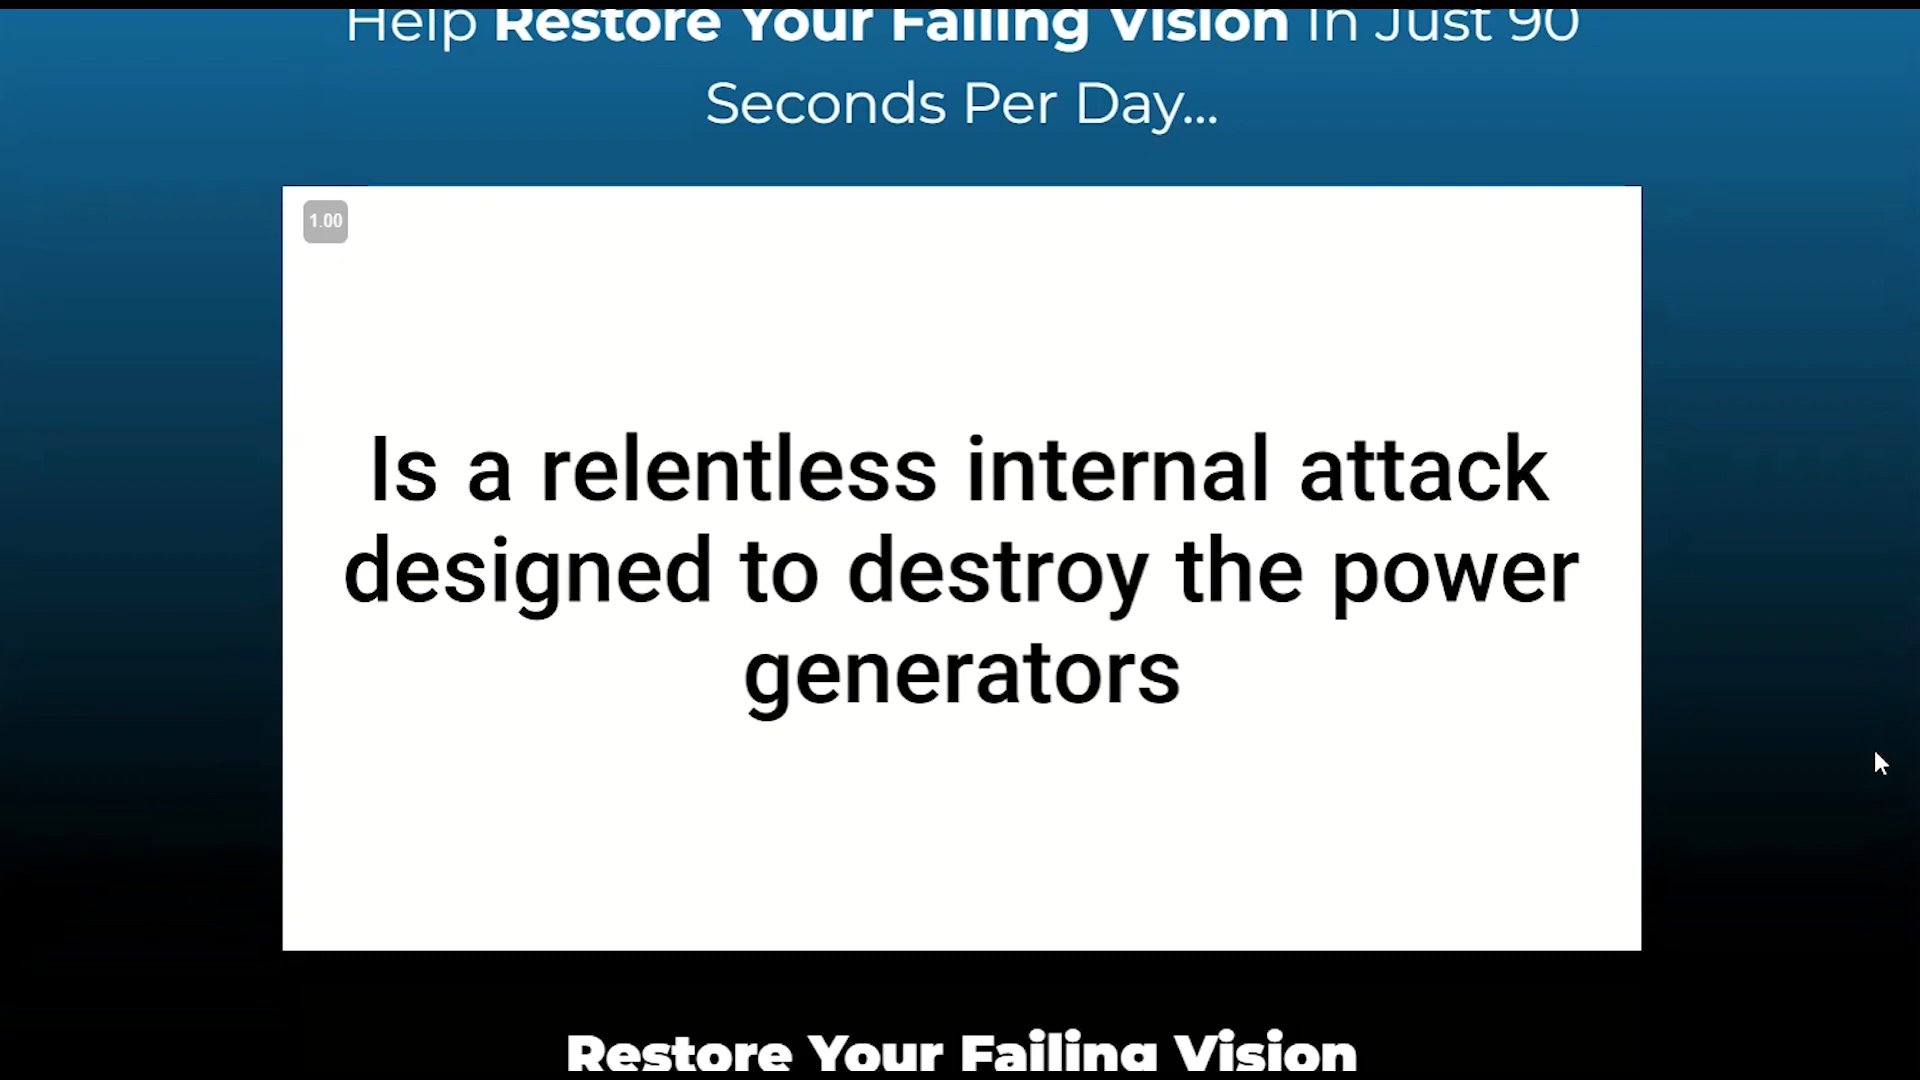 Help Restore Your Failing Vision In Just 90
Seconds Per Day...
1.00
Is a relentless internal attack
designed to destroy the power
generators
Restore Your Failing Vision